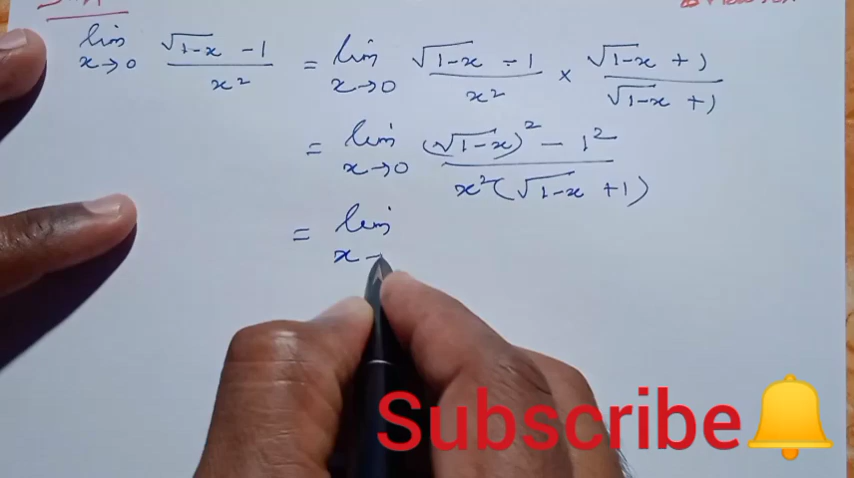 lim x→0 (√(1-x) - 1)/x² = lim x→0 (√(1-x) - 1)/x² × (√(1-x) + 1)/(√(1-x) + 1)
= lim x→0 ((√(1-x))² - 1²)/(x²(√(1-x) + 1))
= lim x -
Subscribe